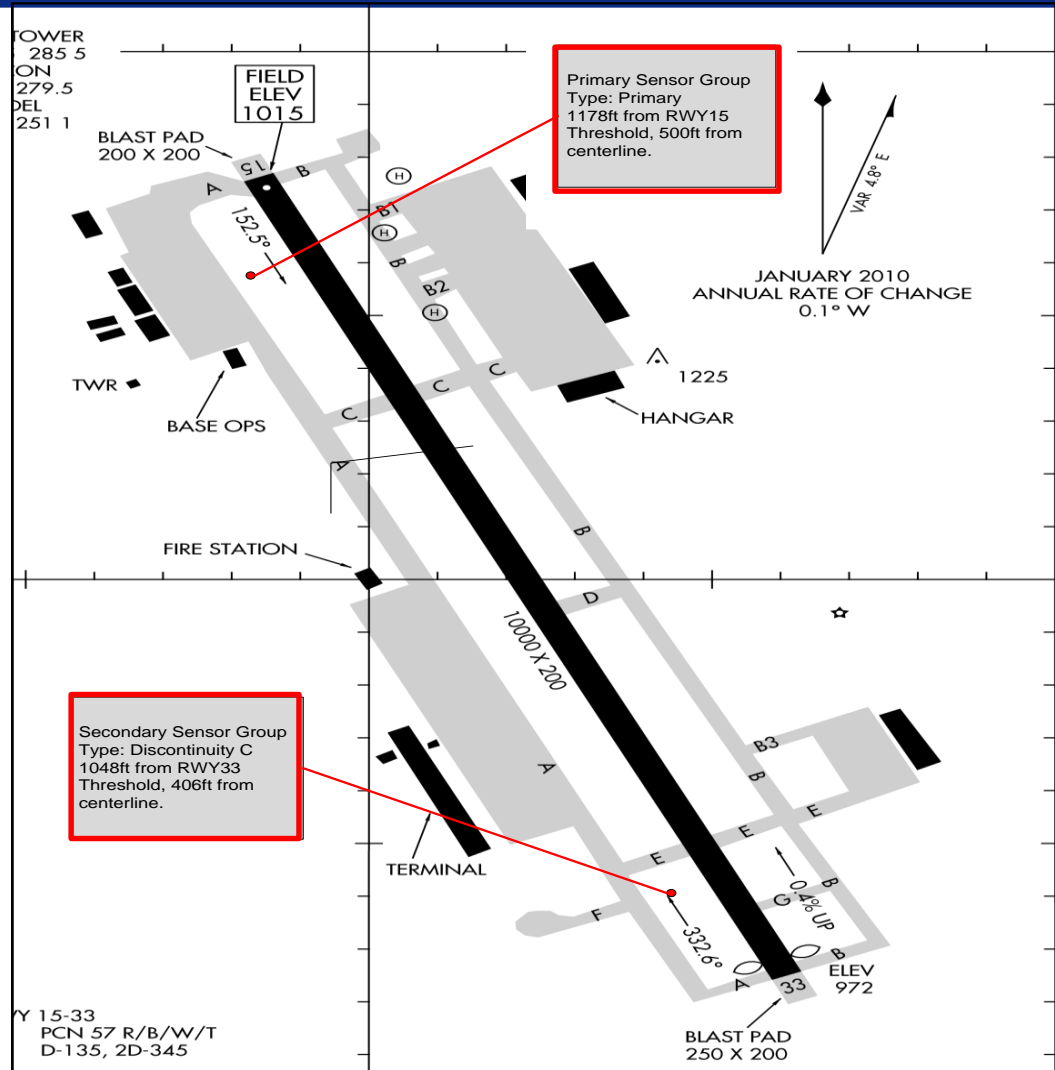 TOWER
285 5
ON
279.5
DEL
251 1
FIELD
ELEV
1015
BLAST PAD
200 X 200
Primary Sensor Group
Type: Primary
1178ft from RWY15
Threshold, 500ft from
centerline.
VAR 4.8° E
JANUARY 2010
ANNUAL RATE OF CHANGE
0.1° W
15
A
B
H
B1
H
152.5°
B
B2
H
TWR
BASE OPS
C
C
C
1225
HANGAR
A
FIRE STATION
B
D
10000 X 200
Secondary Sensor Group
Type: Discontinuity C
1048ft from RWY33
Threshold, 406ft from
centerline.
A
B3
B
E
E
E
TERMINAL
F
G
B
0.4% UP
332.6°
A
B
33
ELEV
972
BLAST PAD
250 X 200
Y 15-33
PCN 57 R/B/W/T
D-135, 2D-345